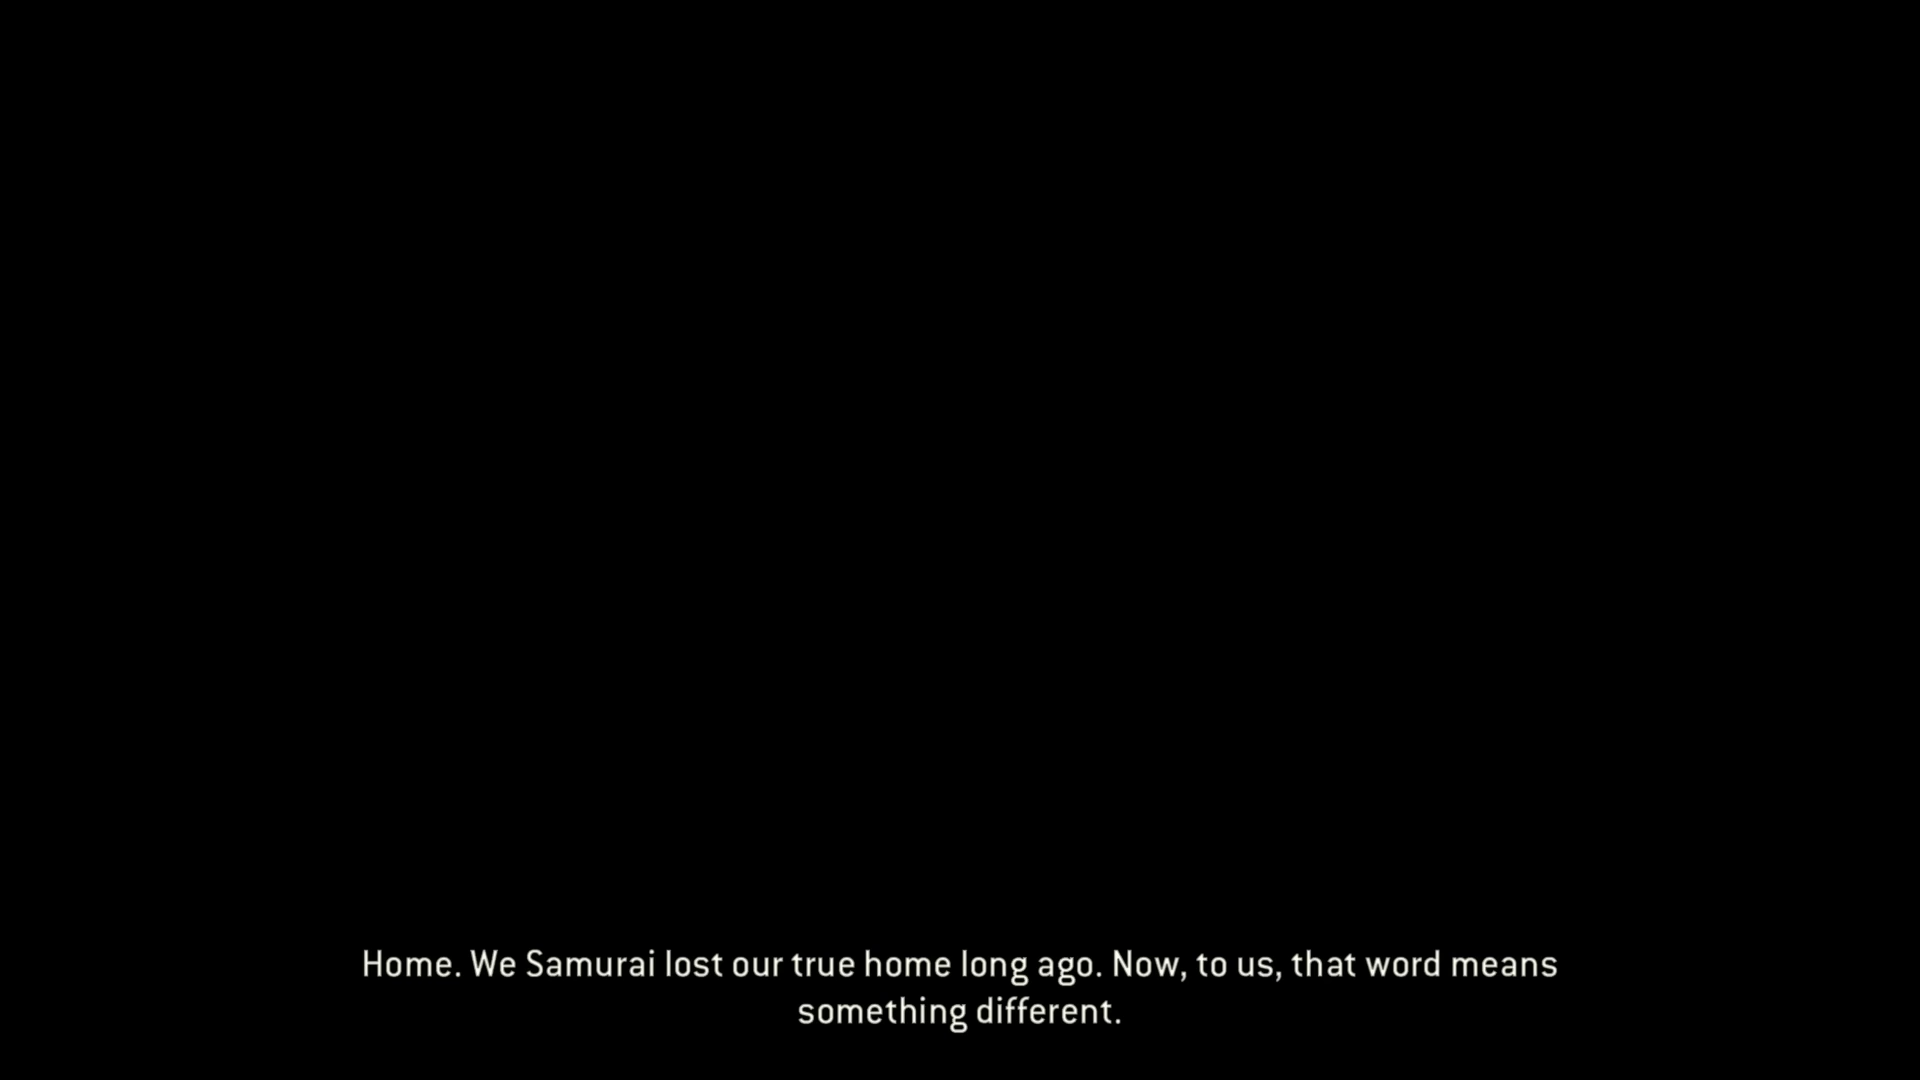 Home. We Samurai lost our true home long ago. Now, to us, that word means
something different.